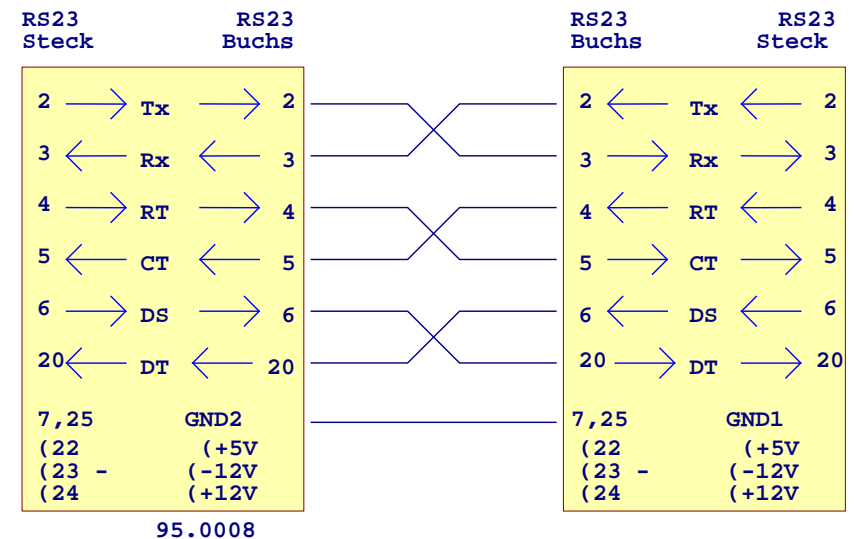 RS23 RS23 RS23 RS23
Steck Buchs Buchs Steck
2 Tx 2 2 Tx 2
3 Rx 3 3 Rx 3
4 RT 4 4 RT 4
5 CT 5 5 CT 5
6 DS 6 6 DS 6
20 DT 20 20 DT 20
7,25 GND2 7,25 GND1
(22 (+5V (22 (+5V
(23 - (-12V (23 - (-12V
(24 (+12V (24 (+12V
95.0008